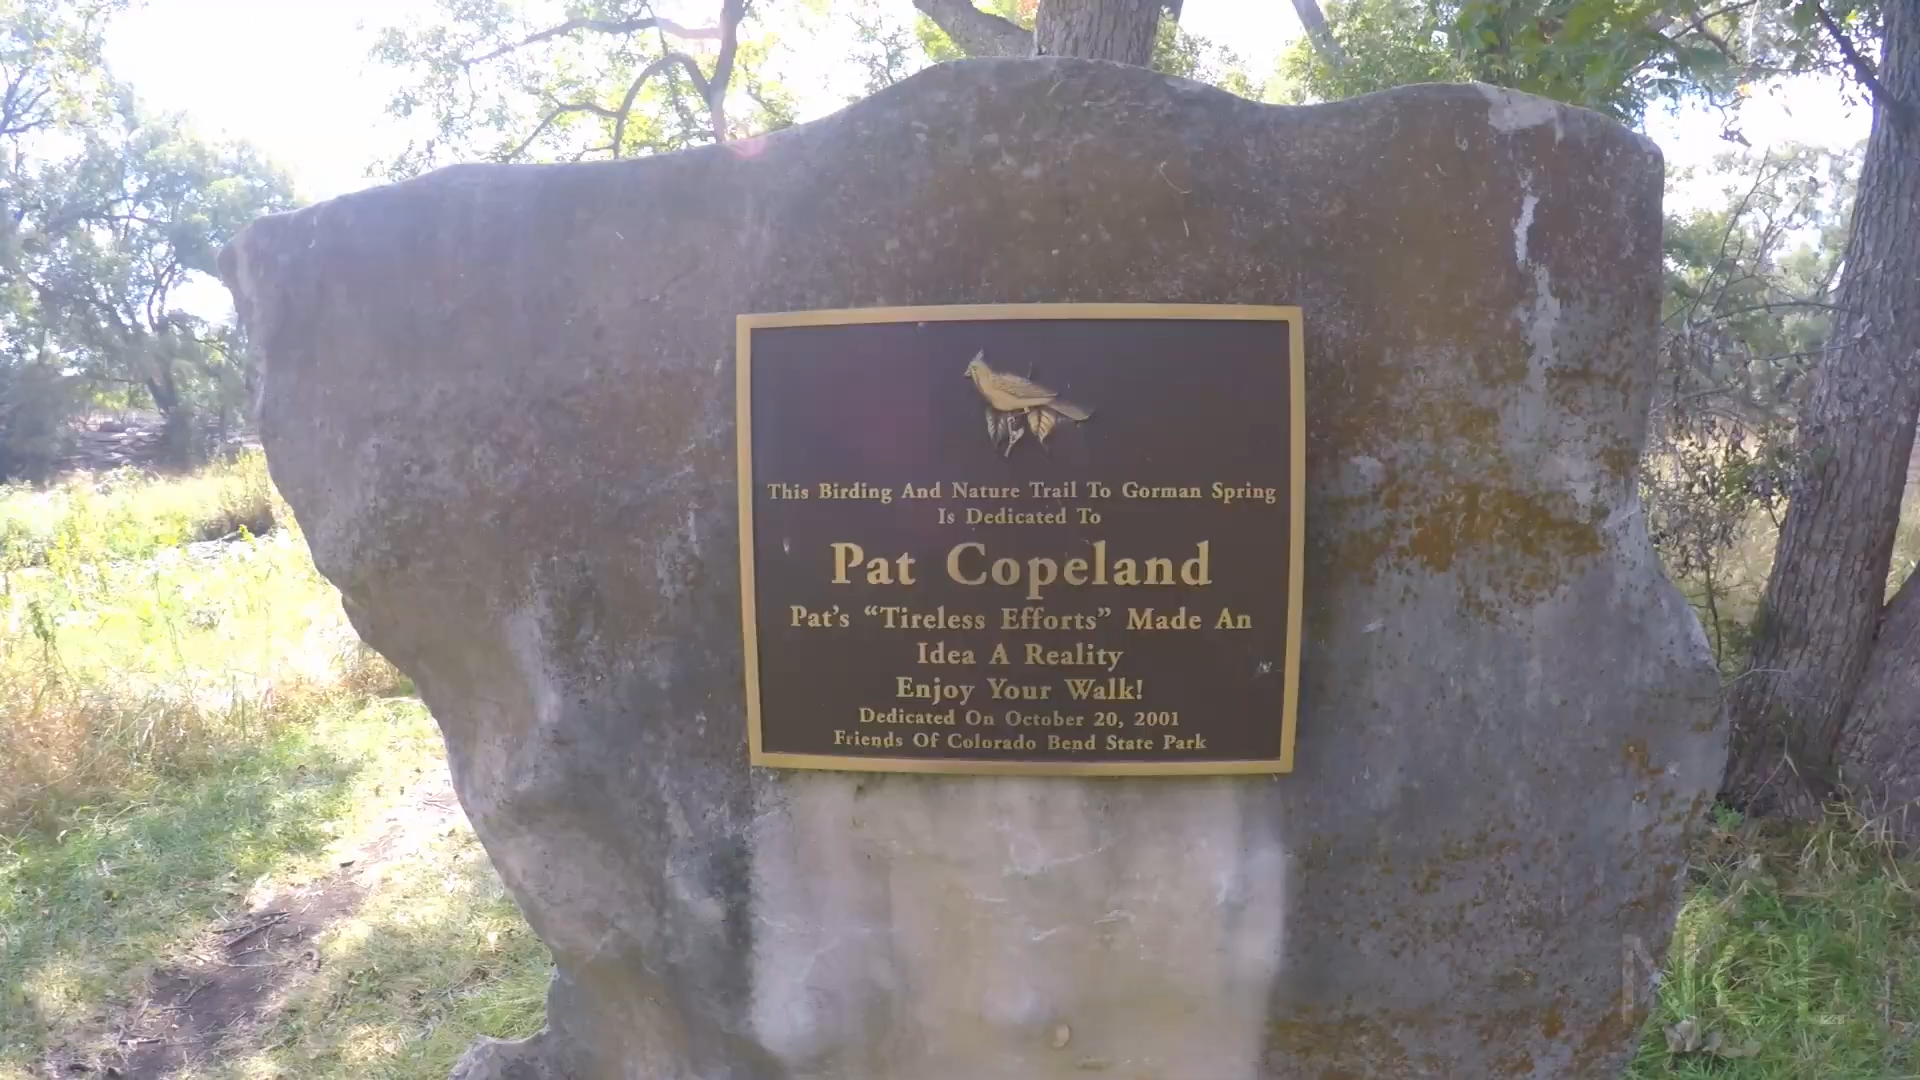 This Birding And Nature Trail To Gorman Spring
Is Dedicated To
Pat Copeland
Pat's “Tireless Efforts” Made An
Idea A Reality
Enjoy Your Walk!
Dedicated On October 20, 2001
Friends Of Colorado Bend State Park